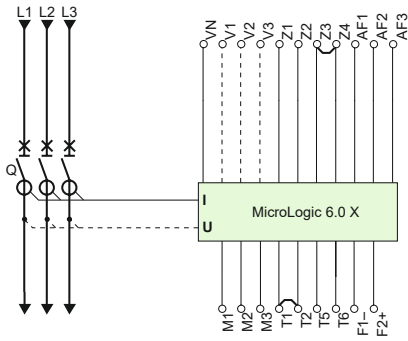 L1 L2 L3
VN V1 V2 V3 Z1 Z2 Z3 Z4 AF1 AF2 AF3
Q
I
MicroLogic 6.0 X
U
M1 M2 M3 T1 T2 T5 T6 F1– F2+